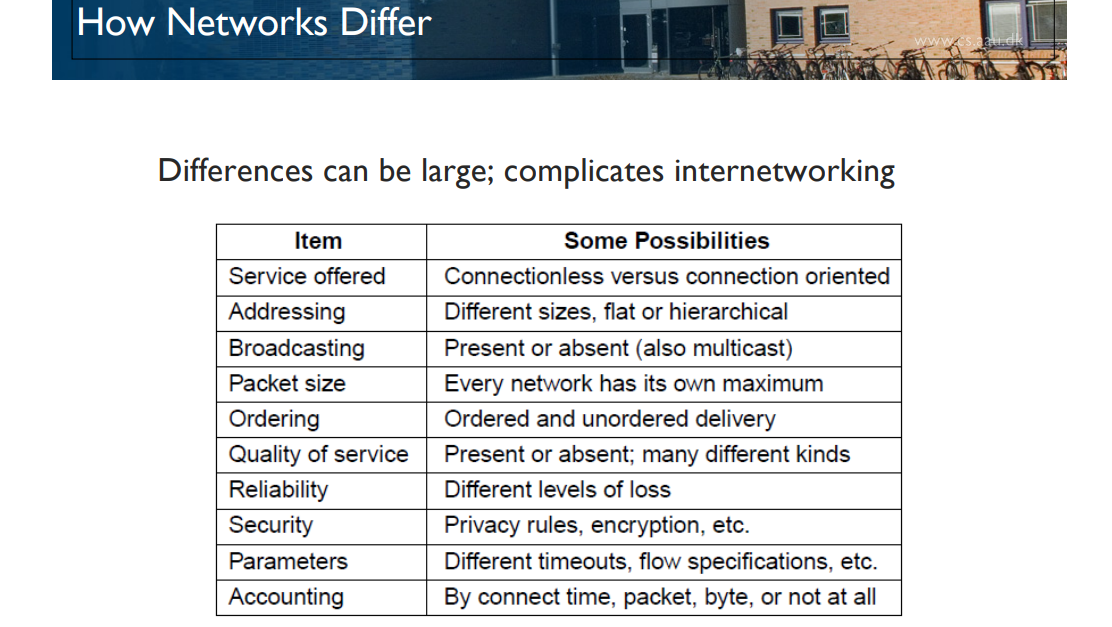 How Networks Differ
www.cs.aau.dk
Differences can be large; complicates internetworking
Item Some Possibilities
Service offered Connectionless versus connection oriented
Addressing Different sizes, flat or hierarchical
Broadcasting Present or absent (also multicast)
Packet size Every network has its own maximum
Ordering Ordered and unordered delivery
Quality of service Present or absent; many different kinds
Reliability Different levels of loss
Security Privacy rules, encryption, etc.
Parameters Different timeouts, flow specifications, etc.
Accounting By connect time, packet, byte, or not at all